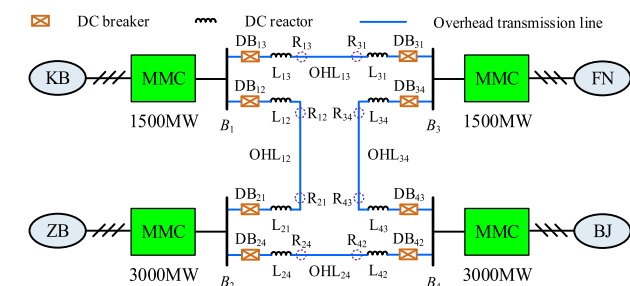 DC breaker DC reactor Overhead transmission line
DB13 R13 R31 DB31
KB MMC L13 OHL13 L31 MMC FN
DB12 DB34
1500MW B1 L12 R12 R34 L34 B3 1500MW
OHL12 OHL34
DB21 R21 R43 DB43
ZB MMC L21 L43 MMC BJ
DB24 R24 R42 DB42
3000MW B2 L24 OHL24 L42 B4 3000MW